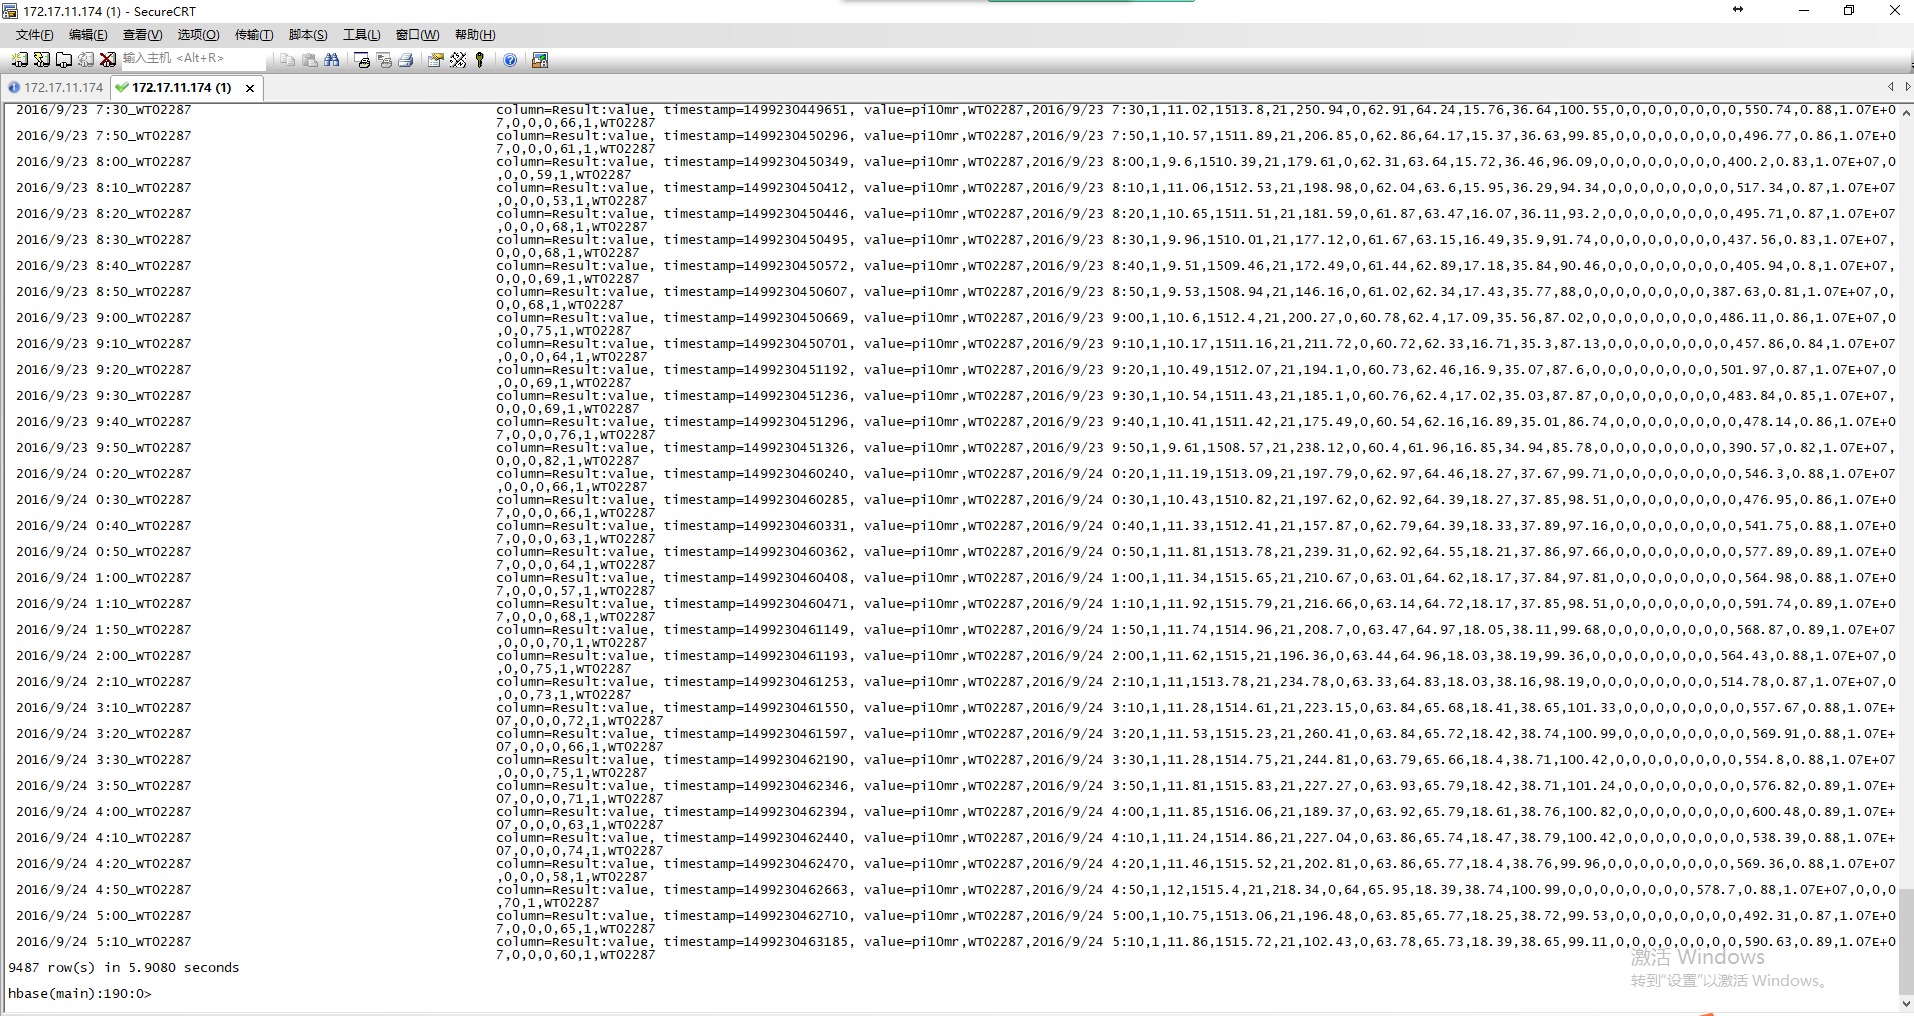 172.17.11.174 (1) - SecureCRT
文件(F) 编辑(E) 查看(V) 选项(O) 传输(T) 脚本(S) 工具(L) 窗口(W) 帮助(H)
输入主机 <Alt+R>
172.17.11.174 172.17.11.174 (1)
2016/9/23 7:30_WT02287 column=Result:value, timestamp=1499230449651, value=pi10mr,WT02287,2016/9/23 7:30,1,11.02,1513.8,21,250.94,0,62.91,64.24,15.76,36.64,100.55,0,0,0,0,0,0,0,0,550.74,0.88,1.07E+0
7,0,0,0,66,1,WT02287
2016/9/23 7:50_WT02287 column=Result:value, timestamp=1499230450296, value=pi10mr,WT02287,2016/9/23 7:50,1,10.57,1511.89,21,206.85,0,62.86,64.17,15.37,36.63,99.85,0,0,0,0,0,0,0,0,496.77,0.86,1.07E+0
7,0,0,0,61,1,WT02287
2016/9/23 8:00_WT02287 column=Result:value, timestamp=1499230450349, value=pi10mr,WT02287,2016/9/23 8:00,1,9.6,1510.39,21,179.61,0,62.31,63.64,15.72,36.46,96.09,0,0,0,0,0,0,0,0,400.2,0.83,1.07E+07,0
,0,0,59,1,WT02287
2016/9/23 8:10_WT02287 column=Result:value, timestamp=1499230450412, value=pi10mr,WT02287,2016/9/23 8:10,1,11.06,1512.53,21,198.98,0,62.04,63.6,15.95,36.29,94.34,0,0,0,0,0,0,0,0,517.34,0.87,1.07E+07
,0,0,0,53,1,WT02287
2016/9/23 8:20_WT02287 column=Result:value, timestamp=1499230450446, value=pi10mr,WT02287,2016/9/23 8:20,1,10.65,1511.51,21,181.59,0,61.87,63.47,16.07,36.11,93.2,0,0,0,0,0,0,0,0,495.71,0.87,1.07E+07
,0,0,0,68,1,WT02287
2016/9/23 8:30_WT02287 column=Result:value, timestamp=1499230450495, value=pi10mr,WT02287,2016/9/23 8:30,1,9.96,1510.01,21,177.12,0,61.67,63.15,16.49,35.9,91.74,0,0,0,0,0,0,0,0,437.56,0.83,1.07E+07,
0,0,0,68,1,WT02287
2016/9/23 8:40_WT02287 column=Result:value, timestamp=1499230450572, value=pi10mr,WT02287,2016/9/23 8:40,1,9.51,1509.46,21,172.49,0,61.44,62.89,17.18,35.84,90.46,0,0,0,0,0,0,0,0,405.94,0.8,1.07E+07,
0,0,0,69,1,WT02287
2016/9/23 8:50_WT02287 column=Result:value, timestamp=1499230450607, value=pi10mr,WT02287,2016/9/23 8:50,1,9.53,1508.94,21,146.16,0,61.02,62.34,17.43,35.77,88,0,0,0,0,0,0,0,0,387.63,0.81,1.07E+07,0,
0,0,68,1,WT02287
2016/9/23 9:00_WT02287 column=Result:value, timestamp=1499230450669, value=pi10mr,WT02287,2016/9/23 9:00,1,10.6,1512.4,21,200.27,0,60.78,62.4,17.09,35.56,87.02,0,0,0,0,0,0,0,0,486.11,0.86,1.07E+07,0
,0,0,75,1,WT02287
2016/9/23 9:10_WT02287 column=Result:value, timestamp=1499230450701, value=pi10mr,WT02287,2016/9/23 9:10,1,10.17,1511.16,21,211.72,0,60.72,62.33,16.71,35.3,87.13,0,0,0,0,0,0,0,0,457.86,0.84,1.07E+07
,0,0,0,64,1,WT02287
2016/9/23 9:20_WT02287 column=Result:value, timestamp=1499230451192, value=pi10mr,WT02287,2016/9/23 9:20,1,10.49,1512.07,21,194.1,0,60.73,62.46,16.9,35.07,87.6,0,0,0,0,0,0,0,0,501.97,0.87,1.07E+07,0
,0,0,69,1,WT02287
2016/9/23 9:30_WT02287 column=Result:value, timestamp=1499230451236, value=pi10mr,WT02287,2016/9/23 9:30,1,10.54,1511.43,21,185.1,0,60.76,62.4,17.02,35.03,87.87,0,0,0,0,0,0,0,0,483.84,0.85,1.07E+07,
0,0,0,69,1,WT02287
2016/9/23 9:40_WT02287 column=Result:value, timestamp=1499230451296, value=pi10mr,WT02287,2016/9/23 9:40,1,10.41,1511.42,21,175.49,0,60.54,62.16,16.89,35.01,86.74,0,0,0,0,0,0,0,0,478.14,0.86,1.07E+0
7,0,0,0,76,1,WT02287
2016/9/23 9:50_WT02287 column=Result:value, timestamp=1499230451326, value=pi10mr,WT02287,2016/9/23 9:50,1,9.61,1508.57,21,238.12,0,60.4,61.96,16.85,34.94,85.78,0,0,0,0,0,0,0,0,390.57,0.82,1.07E+07,
0,0,0,82,1,WT02287
2016/9/24 0:20_WT02287 column=Result:value, timestamp=1499230460240, value=pi10mr,WT02287,2016/9/24 0:20,1,11.19,1513.09,21,197.79,0,62.97,64.46,18.27,37.67,99.71,0,0,0,0,0,0,0,0,546.3,0.88,1.07E+07
,0,0,0,66,1,WT02287
2016/9/24 0:30_WT02287 column=Result:value, timestamp=1499230460285, value=pi10mr,WT02287,2016/9/24 0:30,1,10.43,1510.82,21,197.62,0,62.92,64.39,18.27,37.85,98.51,0,0,0,0,0,0,0,0,476.95,0.86,1.07E+0
7,0,0,0,66,1,WT02287
2016/9/24 0:40_WT02287 column=Result:value, timestamp=1499230460331, value=pi10mr,WT02287,2016/9/24 0:40,1,11.33,1512.41,21,157.87,0,62.79,64.39,18.33,37.89,97.16,0,0,0,0,0,0,0,0,541.75,0.88,1.07E+0
7,0,0,0,63,1,WT02287
2016/9/24 0:50_WT02287 column=Result:value, timestamp=1499230460362, value=pi10mr,WT02287,2016/9/24 0:50,1,11.81,1513.78,21,239.31,0,62.92,64.55,18.21,37.86,97.66,0,0,0,0,0,0,0,0,577.89,0.89,1.07E+0
7,0,0,0,64,1,WT02287
2016/9/24 1:00_WT02287 column=Result:value, timestamp=1499230460408, value=pi10mr,WT02287,2016/9/24 1:00,1,11.34,1515.65,21,210.67,0,63.01,64.62,18.17,37.84,97.81,0,0,0,0,0,0,0,0,564.98,0.88,1.07E+0
7,0,0,0,57,1,WT02287
2016/9/24 1:10_WT02287 column=Result:value, timestamp=1499230460471, value=pi10mr,WT02287,2016/9/24 1:10,1,11.92,1515.79,21,216.66,0,63.14,64.72,18.17,37.85,98.51,0,0,0,0,0,0,0,0,591.74,0.89,1.07E+0
7,0,0,0,68,1,WT02287
2016/9/24 1:50_WT02287 column=Result:value, timestamp=1499230461149, value=pi10mr,WT02287,2016/9/24 1:50,1,11.74,1514.96,21,208.7,0,63.47,64.97,18.05,38.11,99.68,0,0,0,0,0,0,0,0,568.87,0.89,1.07E+07
,0,0,0,70,1,WT02287
2016/9/24 2:00_WT02287 column=Result:value, timestamp=1499230461193, value=pi10mr,WT02287,2016/9/24 2:00,1,11.62,1515,21,196.36,0,63.44,64.96,18.03,38.19,99.36,0,0,0,0,0,0,0,0,564.43,0.88,1.07E+07,0
,0,0,75,1,WT02287
2016/9/24 2:10_WT02287 column=Result:value, timestamp=1499230461253, value=pi10mr,WT02287,2016/9/24 2:10,1,11,1513.78,21,234.78,0,63.33,64.83,18.03,38.16,98.19,0,0,0,0,0,0,0,0,514.78,0.87,1.07E+07,0
,0,0,73,1,WT02287
2016/9/24 3:10_WT02287 column=Result:value, timestamp=1499230461550, value=pi10mr,WT02287,2016/9/24 3:10,1,11.28,1514.61,21,223.15,0,63.84,65.68,18.41,38.65,101.33,0,0,0,0,0,0,0,0,557.67,0.88,1.07E+
07,0,0,0,72,1,WT02287
2016/9/24 3:20_WT02287 column=Result:value, timestamp=1499230461597, value=pi10mr,WT02287,2016/9/24 3:20,1,11.53,1515.23,21,260.41,0,63.84,65.72,18.42,38.74,100.99,0,0,0,0,0,0,0,0,569.91,0.88,1.07E+
07,0,0,0,66,1,WT02287
2016/9/24 3:30_WT02287 column=Result:value, timestamp=1499230462190, value=pi10mr,WT02287,2016/9/24 3:30,1,11.28,1514.75,21,244.81,0,63.79,65.66,18.4,38.71,100.42,0,0,0,0,0,0,0,0,554.8,0.88,1.07E+07
,0,0,0,75,1,WT02287
2016/9/24 3:50_WT02287 column=Result:value, timestamp=1499230462346, value=pi10mr,WT02287,2016/9/24 3:50,1,11.81,1515.83,21,227.27,0,63.93,65.79,18.42,38.71,101.24,0,0,0,0,0,0,0,0,576.82,0.89,1.07E+
07,0,0,0,71,1,WT02287
2016/9/24 4:00_WT02287 column=Result:value, timestamp=1499230462394, value=pi10mr,WT02287,2016/9/24 4:00,1,11.85,1516.06,21,189.37,0,63.92,65.79,18.61,38.76,100.82,0,0,0,0,0,0,0,0,600.48,0.89,1.07E+
07,0,0,0,63,1,WT02287
2016/9/24 4:10_WT02287 column=Result:value, timestamp=1499230462440, value=pi10mr,WT02287,2016/9/24 4:10,1,11.24,1514.86,21,227.04,0,63.86,65.74,18.47,38.79,100.42,0,0,0,0,0,0,0,0,538.39,0.88,1.07E+
07,0,0,0,74,1,WT02287
2016/9/24 4:20_WT02287 column=Result:value, timestamp=1499230462470, value=pi10mr,WT02287,2016/9/24 4:20,1,11.46,1515.52,21,202.81,0,63.86,65.77,18.4,38.76,99.96,0,0,0,0,0,0,0,0,569.36,0.88,1.07E+07
,0,0,0,58,1,WT02287
2016/9/24 4:50_WT02287 column=Result:value, timestamp=1499230462663, value=pi10mr,WT02287,2016/9/24 4:50,1,12,1515.4,21,218.34,0,64,65.95,18.39,38.74,100.99,0,0,0,0,0,0,0,0,578.7,0.88,1.07E+07,0,0,0
,70,1,WT02287
2016/9/24 5:00_WT02287 column=Result:value, timestamp=1499230462710, value=pi10mr,WT02287,2016/9/24 5:00,1,10.75,1513.06,21,196.48,0,63.85,65.77,18.25,38.72,99.53,0,0,0,0,0,0,0,0,492.31,0.87,1.07E+0
7,0,0,0,65,1,WT02287
2016/9/24 5:10_WT02287 column=Result:value, timestamp=1499230463185, value=pi10mr,WT02287,2016/9/24 5:10,1,11.86,1515.72,21,102.43,0,63.78,65.73,18.39,38.65,99.11,0,0,0,0,0,0,0,0,590.63,0.89,1.07E+0
7,0,0,0,60,1,WT02287
9487 row(s) in 5.9080 seconds
激活 Windows
转到“设置”以激活 Windows。
hbase(main):190:0>